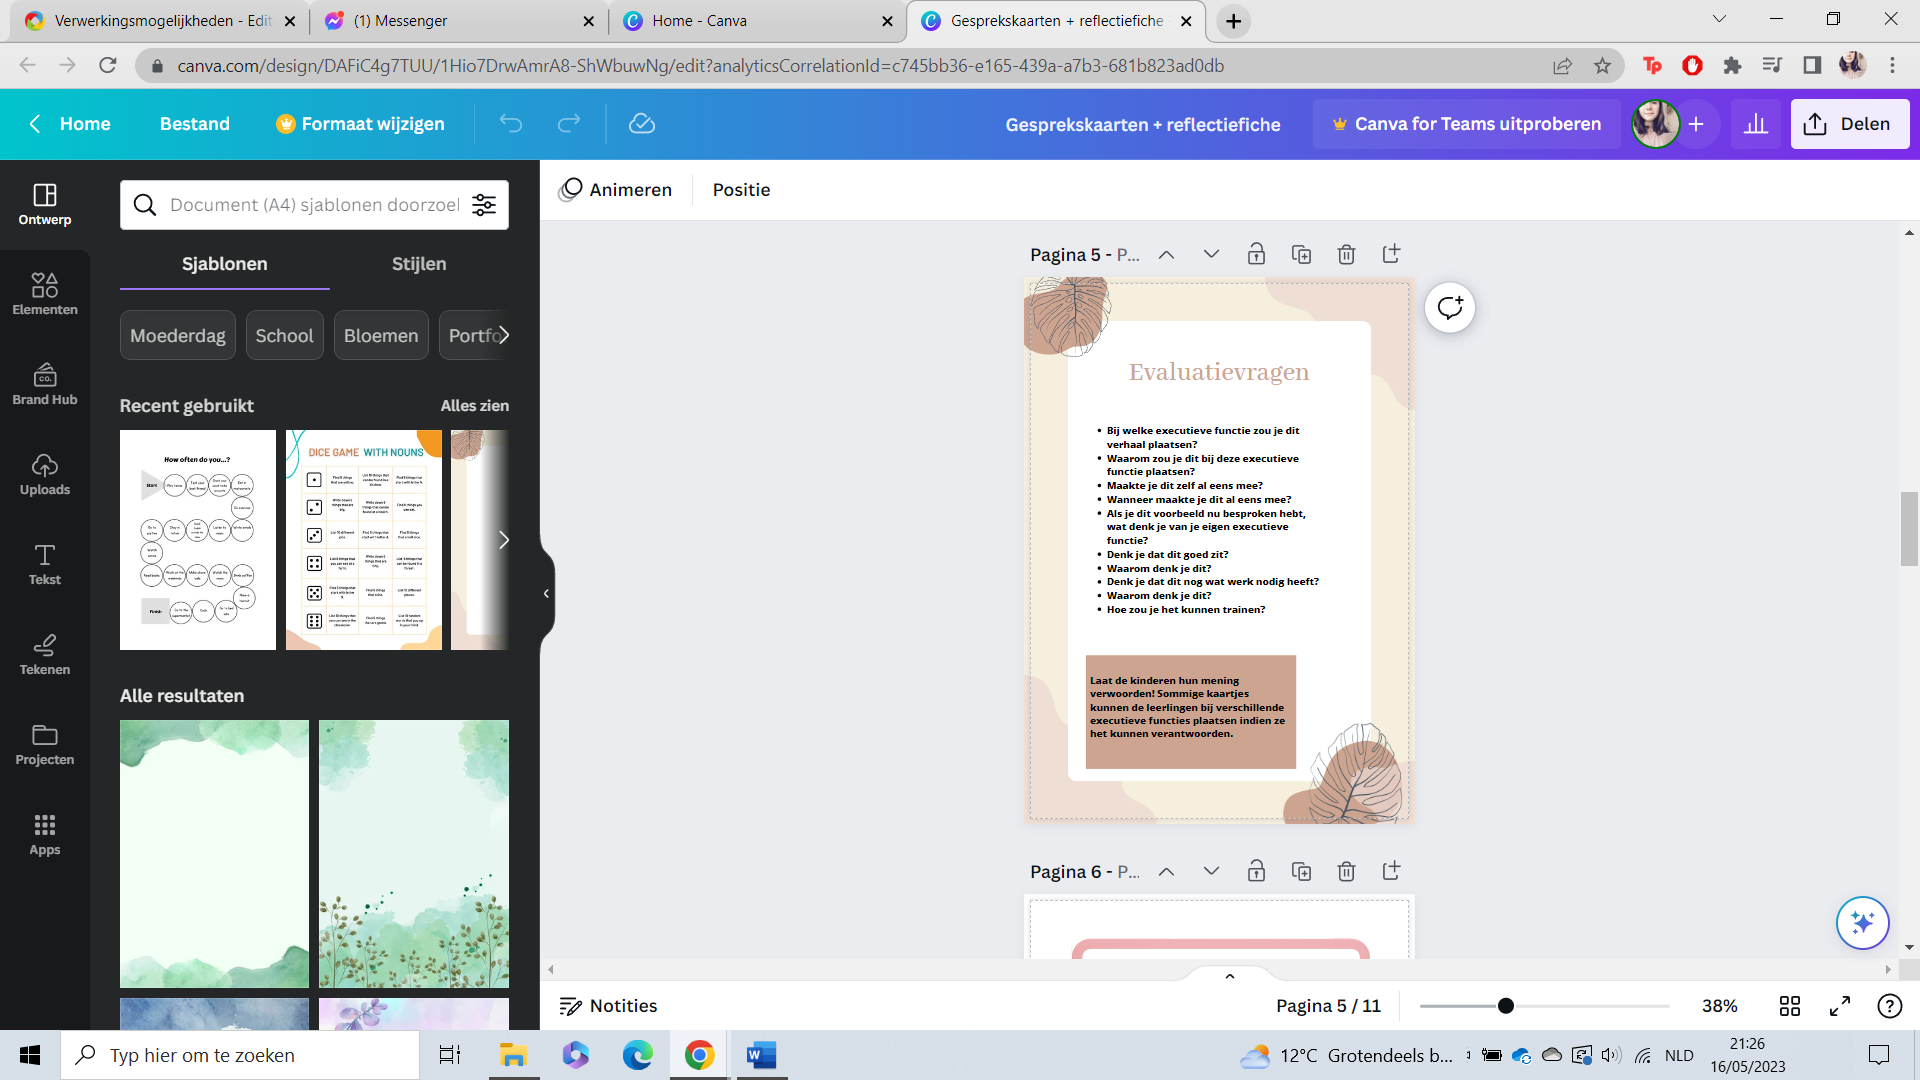 Verwerkingsmogelijkheden - Edit
(1) Messenger
Home - Canva
Gesprekskaarten + reflectiefiche
canva.com/design/DAFiC4g7TUU/1Hio7DrwAmrA8-ShWbuwNg/edit?analyticsCorrelationId=c745bb36-e165-439a-a7b3-681b823ad0db
Home
Bestand
Formaat wijzigen
Gesprekskaarten + reflectiefiche
Canva for Teams uitproberen
Delen
Ontwerp
Elementen
Brand Hub
Uploads
Tekst
Tekenen
Projecten
Apps
Document (A4) sjablonen doorzoel
Sjablonen
Stijlen
Moederdag
School
Bloemen
Portfo
Recent gebruikt
Alles zien
How often do you...?
Start
Finish
DICE GAME WITH NOUNS
Alle resultaten
Animeren
Positie
Pagina 5 - P...
Evaluatievragen
• Bij welke executieve functie zou je dit
verhaal plaatsen?
• Waarom zou je dit bij deze executieve
functie plaatsen?
• Maakte je dit zelf al eens mee?
• Wanneer maakte je dit al eens mee?
• Als je dit voorbeeld nu besproken hebt,
wat denk je van je eigen executieve
functie?
• Denk je dat dit goed zit?
• Waarom denk je dit?
• Denk je dat dit nog wat werk nodig heeft?
• Waarom denk je dit?
• Hoe zou je het kunnen trainen?
Laat de kinderen hun mening
verwoorden! Sommige kaartjes
kunnen de leerlingen bij verschillende
executieve functies plaatsen indien ze
het kunnen verantwoorden.
Pagina 6 - P...
Notities
Pagina 5 / 11
38%
Typ hier om te zoeken
12°C Grotendeels b...
NLD
21:26
16/05/2023